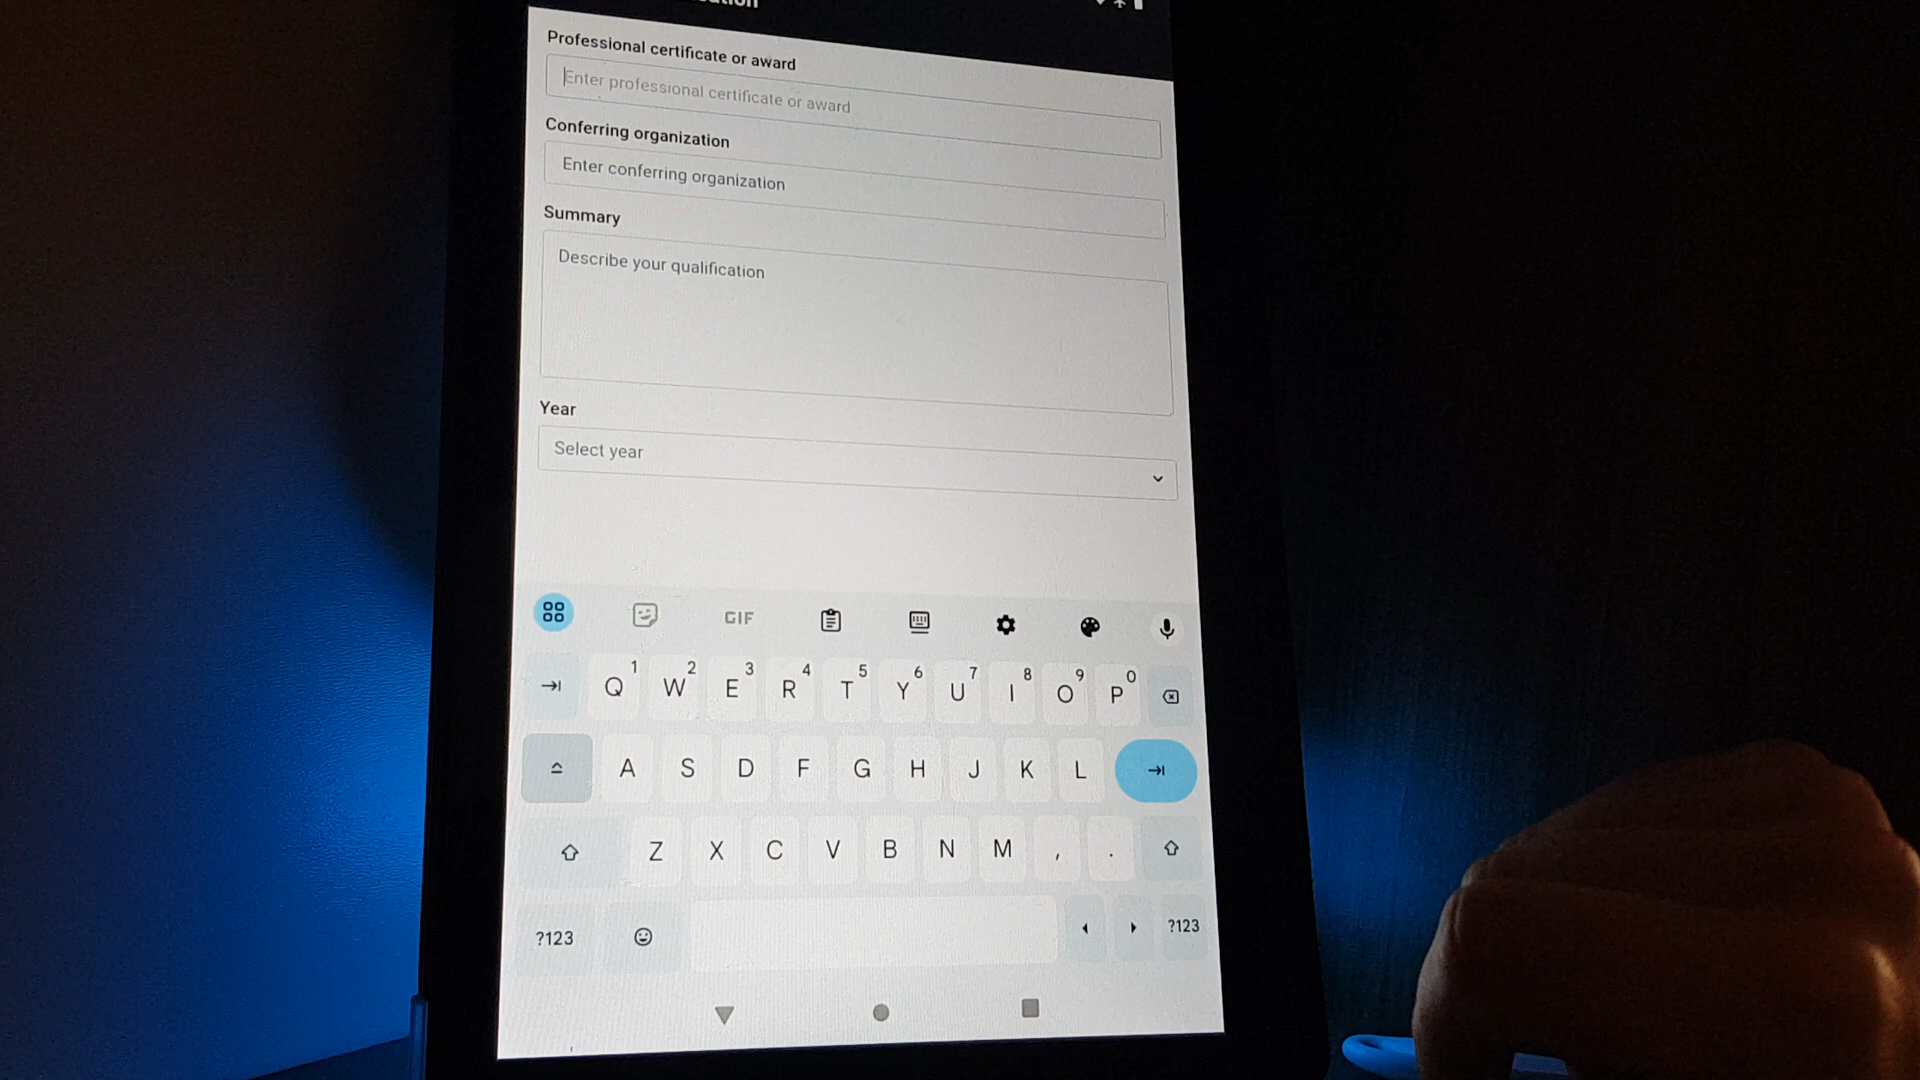 Professional certificate or award
Enter professional certificate or award
Conferring organization
Enter conferring organization
Summary
Describe your qualification
Year
Select year
GIF
Q 1 W 2 E 3 R 4 T 5 Y 6 U 7 I 8 O 9 P 0
A S D F G H J K L
Z X C V B N M , .
?123 ?123